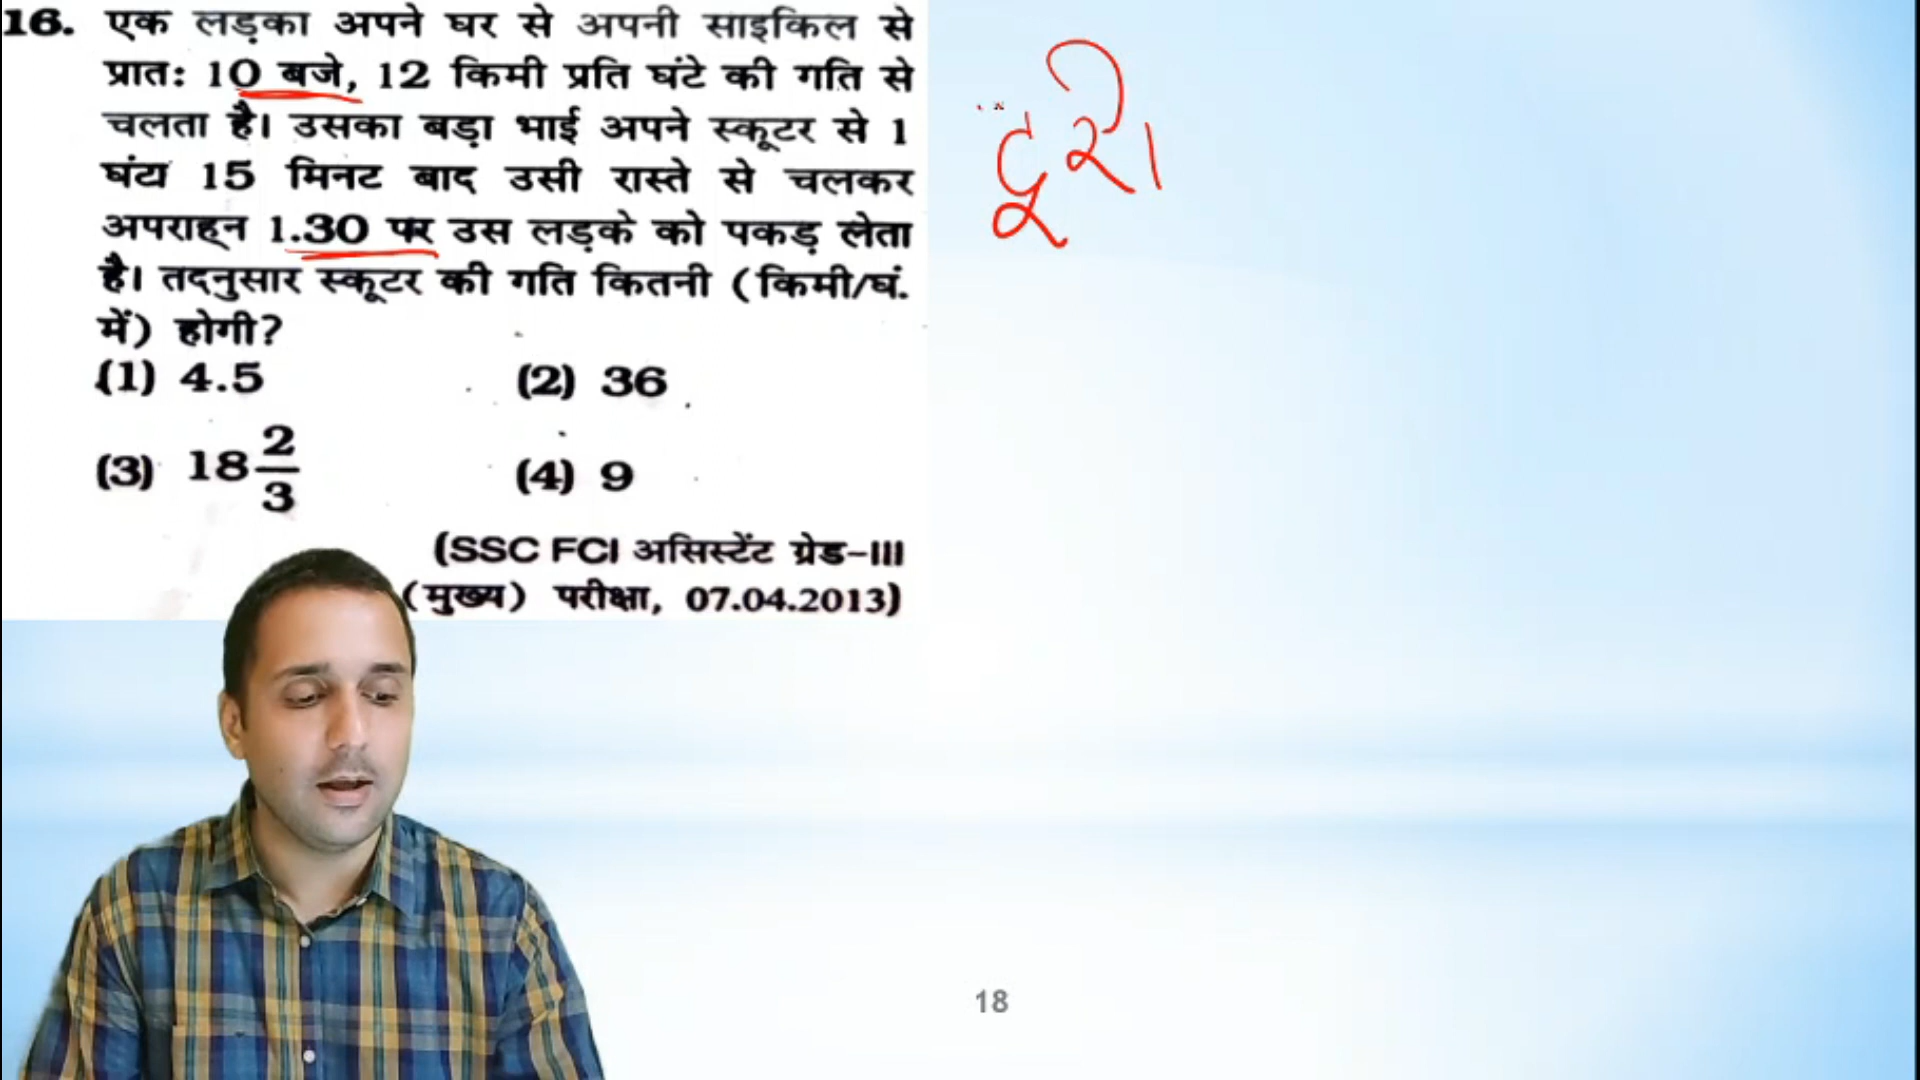 16. एक लड़का अपने घर से अपनी साइकिल से
प्रात: 10 बजे, 12 किमी प्रति घंटे की गति से
चलता है। उसका बड़ा भाई अपने स्कूटर से 1
घंटा 15 मिनट बाद उसी रास्ते से चलकर
अपराह्न 1.30 पर उस लड़के को पकड़ लेता
है। तदनुसार स्कूटर की गति कितनी (किमी/घं.
में) होगी?
(1) 4.5 (2) 36
(3) 18 2/3 (4) 9
(SSC FCI असिस्टेंट ग्रेड-III
(मुख्य) परीक्षा, 07.04.2013)
18